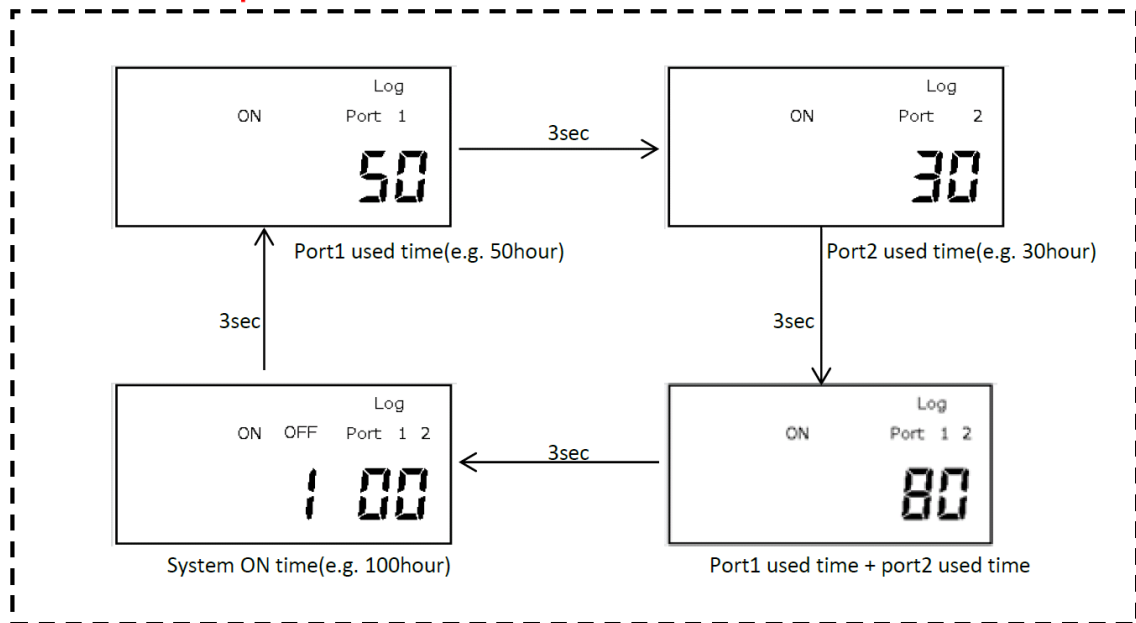 Log
ON Port 1
50
Port1 used time(e.g. 50hour)
3sec
Log
ON Port 2
30
Port2 used time(e.g. 30hour)
3sec
Log
ON Port 1 2
80
Port1 used time + port2 used time
3sec
Log
ON OFF Port 1 2
1 00
System ON time(e.g. 100hour)
3sec